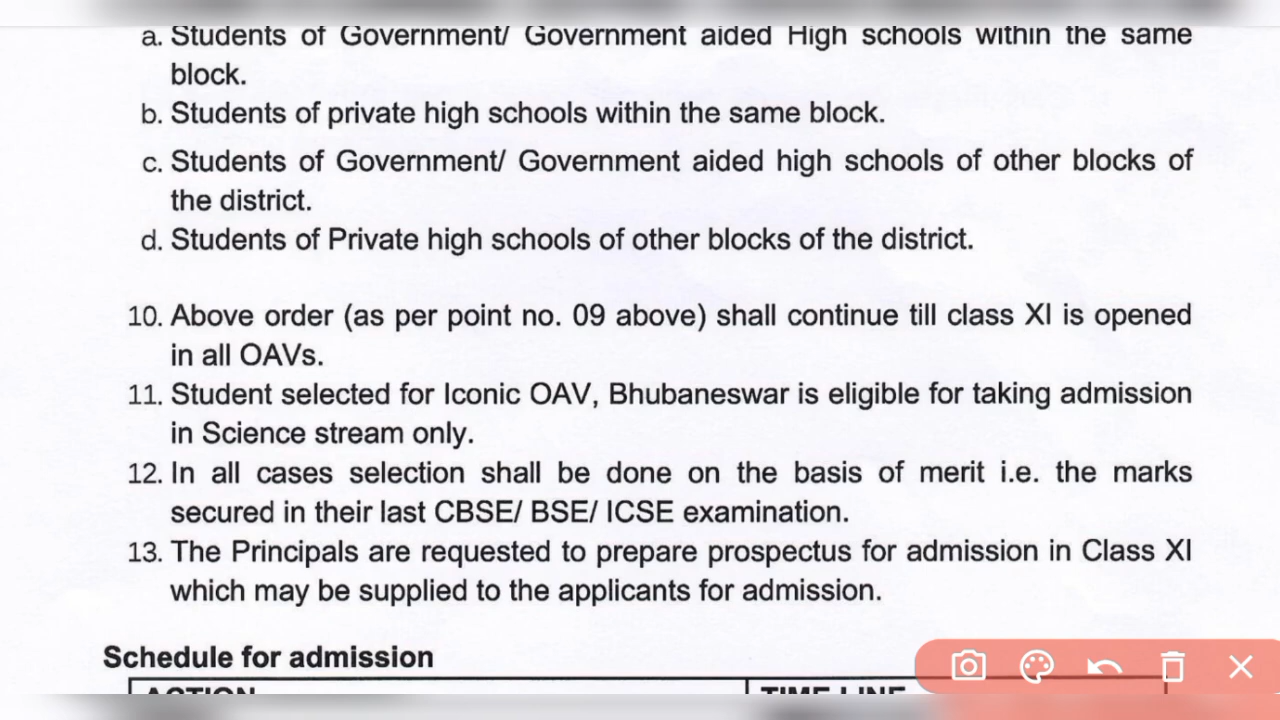 a. Students of Government/ Government aided High schools within the same
block.
b. Students of private high schools within the same block.
c. Students of Government/ Government aided high schools of other blocks of
the district.
d. Students of Private high schools of other blocks of the district.
10. Above order (as per point no. 09 above) shall continue till class XI is opened
in all OAVs.
11. Student selected for Iconic OAV, Bhubaneswar is eligible for taking admission
in Science stream only.
12. In all cases selection shall be done on the basis of merit i.e. the marks
secured in their last CBSE/ BSE/ ICSE examination.
13. The Principals are requested to prepare prospectus for admission in Class XI
which may be supplied to the applicants for admission.
Schedule for admission
ACTION TIME LINE